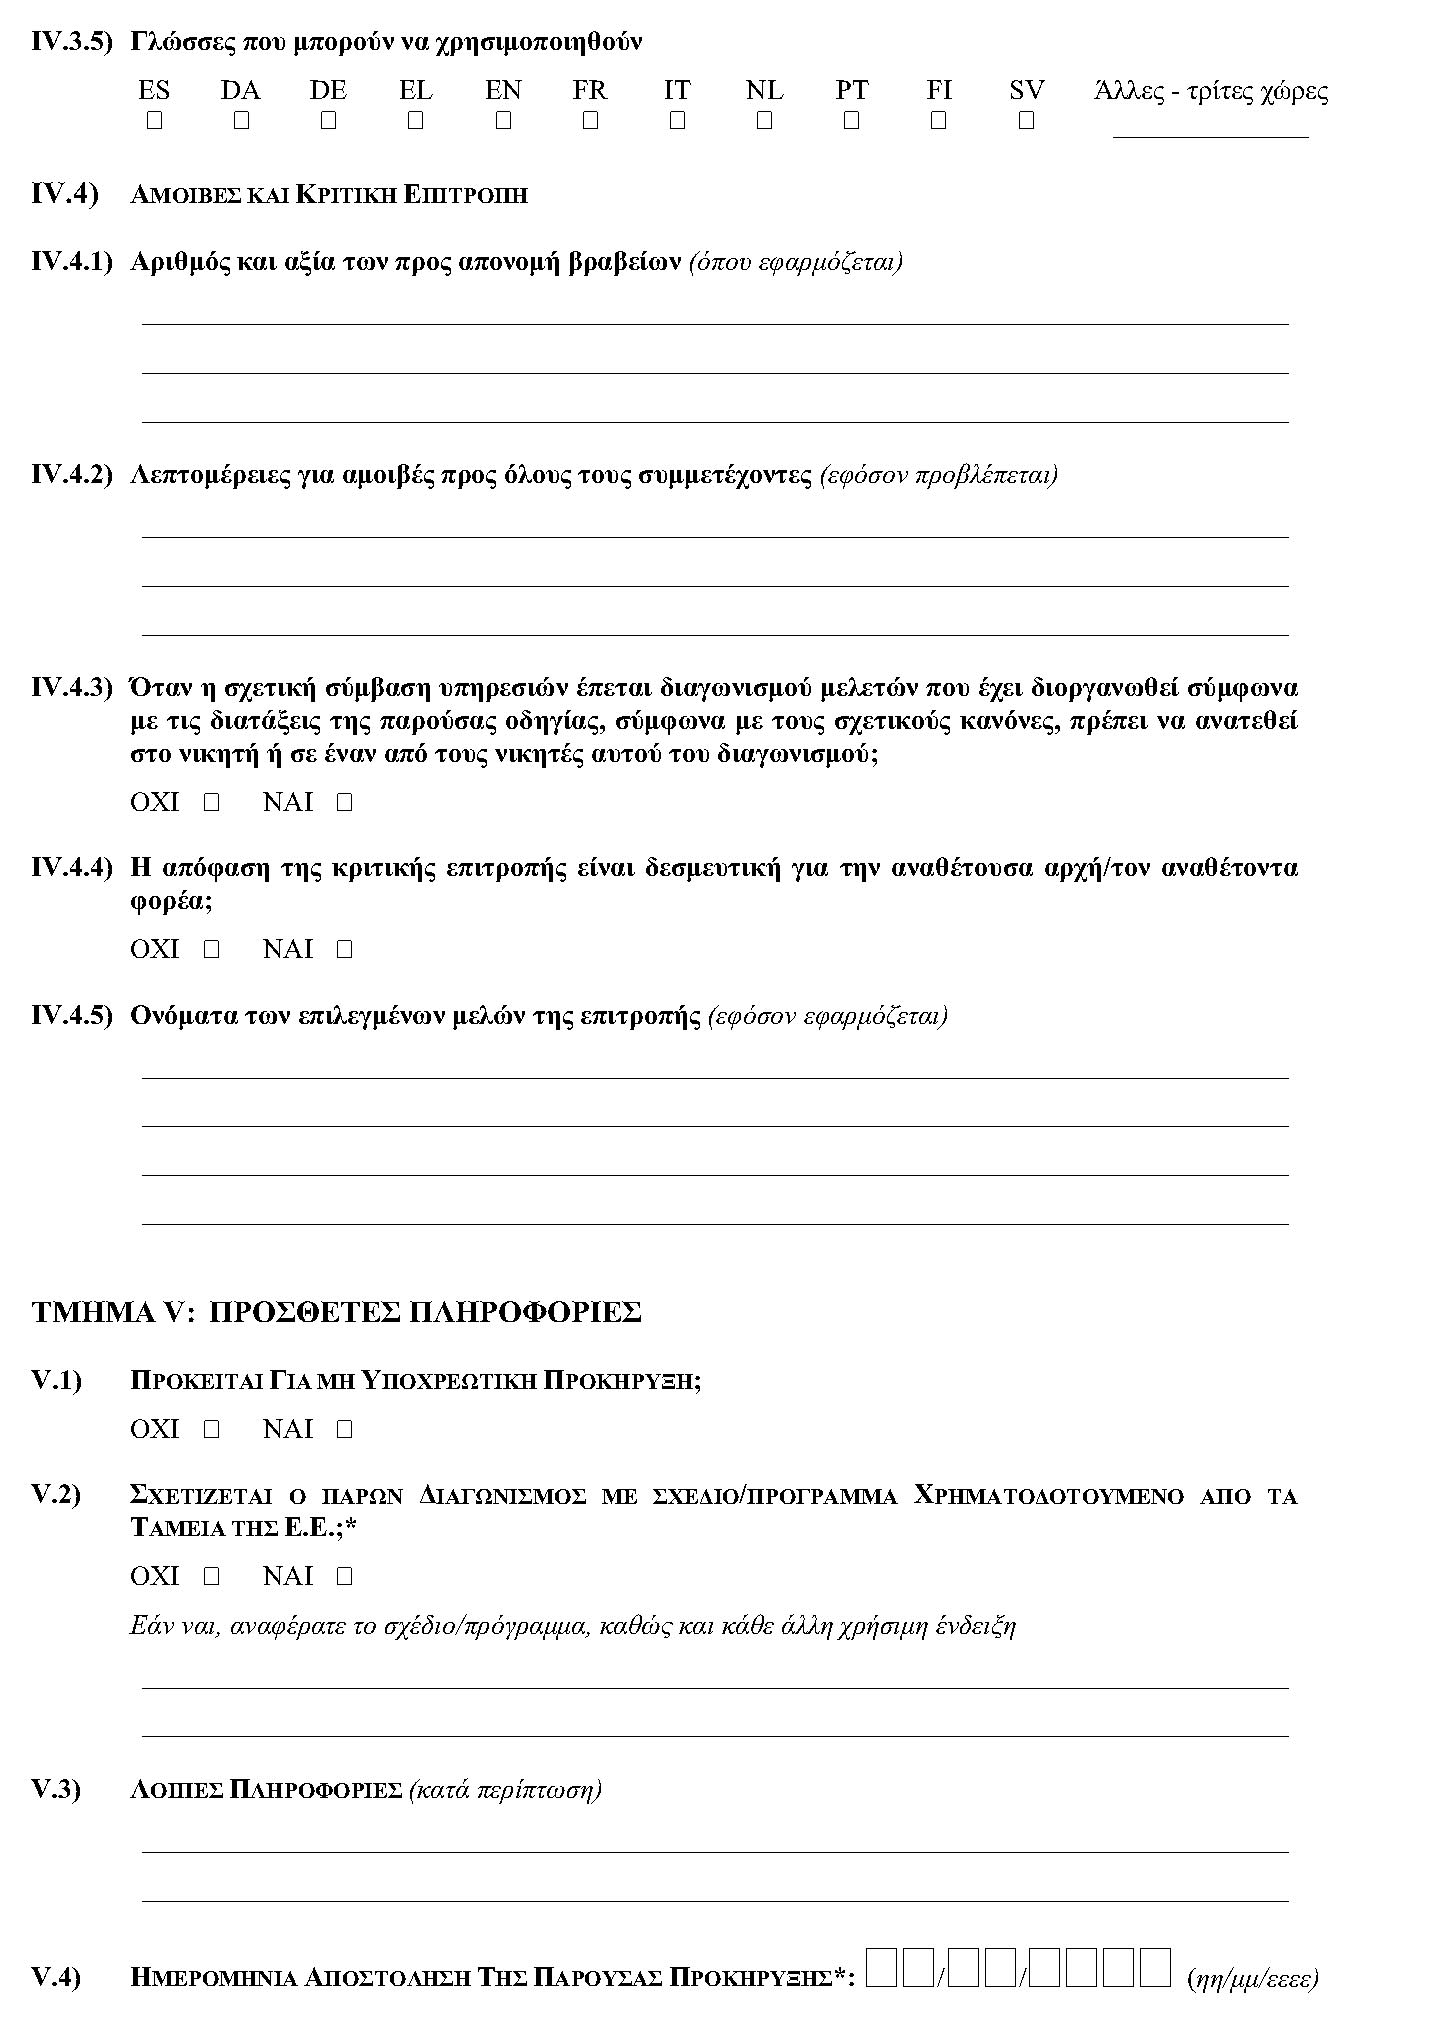 IV.3.5) Γλώσσες που μπορούν να χρησιμοποιηθούν
ES DA DE EL EN FR IT NL PT FI SV Άλλες - τρίτες χώρες
□ □ □ □ □ □ □ □ □ □ □ ______________
IV.4) ΑΜΟΙΒΕΣ ΚΑΙ ΚΡΙΤΙΚΗ ΕΠΙΤΡΟΠΗ
IV.4.1) Αριθμός και αξία των προς απονομή βραβείων (όπου εφαρμόζεται)
IV.4.2) Λεπτομέρειες για αμοιβές προς όλους τους συμμετέχοντες (εφόσον προβλέπεται)
IV.4.3) Όταν η σχετική σύμβαση υπηρεσιών έπεται διαγωνισμού μελετών που έχει διοργανωθεί σύμφωνα
με τις διατάξεις της παρούσας οδηγίας, σύμφωνα με τους σχετικούς κανόνες, πρέπει να ανατεθεί
στο νικητή ή σε έναν από τους νικητές αυτού του διαγωνισμού;
ΟΧΙ □ ΝΑΙ □
IV.4.4) Η απόφαση της κριτικής επιτροπής είναι δεσμευτική για την αναθέτουσα αρχή/τον αναθέτοντα
φορέα;
ΟΧΙ □ ΝΑΙ □
IV.4.5) Ονόματα των επιλεγμένων μελών της επιτροπής (εφόσον εφαρμόζεται)
ΤΜΗΜΑ V: ΠΡΟΣΘΕΤΕΣ ΠΛΗΡΟΦΟΡΙΕΣ
V.1) ΠΡΟΚΕΙΤΑΙ ΓΙΑ ΜΗ ΥΠΟΧΡΕΩΤΙΚΗ ΠΡΟΚΗΡΥΞΗ;
ΟΧΙ □ ΝΑΙ □
V.2) ΣΧΕΤΙΖΕΤΑΙ Ο ΠΑΡΩΝ ΔΙΑΓΩΝΙΣΜΟΣ ΜΕ ΣΧΕΔΙΟ/ΠΡΟΓΡΑΜΜΑ ΧΡΗΜΑΤΟΔΟΤΟΥΜΕΝΟ ΑΠΟ ΤΑ
ΤΑΜΕΙΑ ΤΗΣ Ε.Ε.;*
ΟΧΙ □ ΝΑΙ □
Εάν ναι, αναφέρατε το σχέδιο/πρόγραμμα, καθώς και κάθε άλλη χρήσιμη ένδειξη
V.3) ΛΟΙΠΕΣ ΠΛΗΡΟΦΟΡΙΕΣ (κατά περίπτωση)
V.4) ΗΜΕΡΟΜΗΝΙΑ ΑΠΟΣΤΟΛΗΣΗ ΤΗΣ ΠΑΡΟΥΣΑΣ ΠΡΟΚΗΡΥΞΗΣ*: □□/□□/□□□□ (ηη/μμ/εεεε)